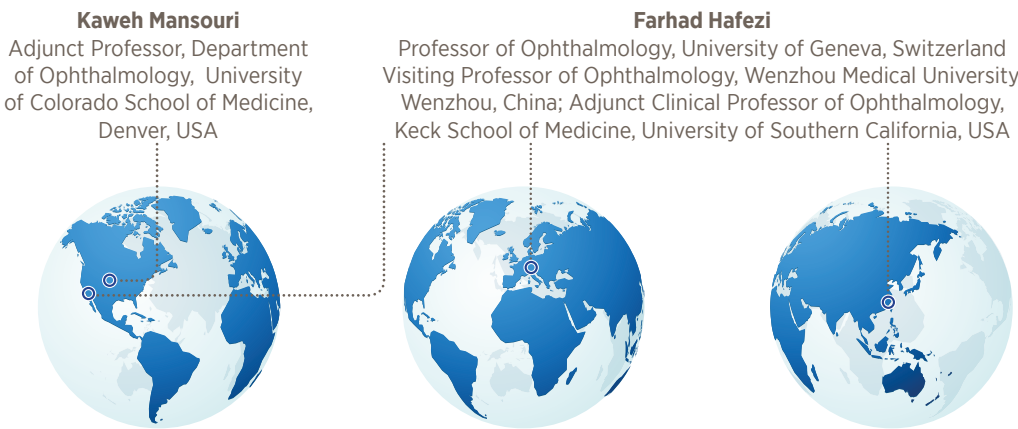 Kaweh Mansouri
Adjunct Professor, Department
of Ophthalmology, University
of Colorado School of Medicine,
Denver, USA
Farhad Hafezi
Professor of Ophthalmology, University of Geneva, Switzerland
Visiting Professor of Ophthalmology, Wenzhou Medical University
Wenzhou, China; Adjunct Clinical Professor of Ophthalmology,
Keck School of Medicine, University of Southern California, USA